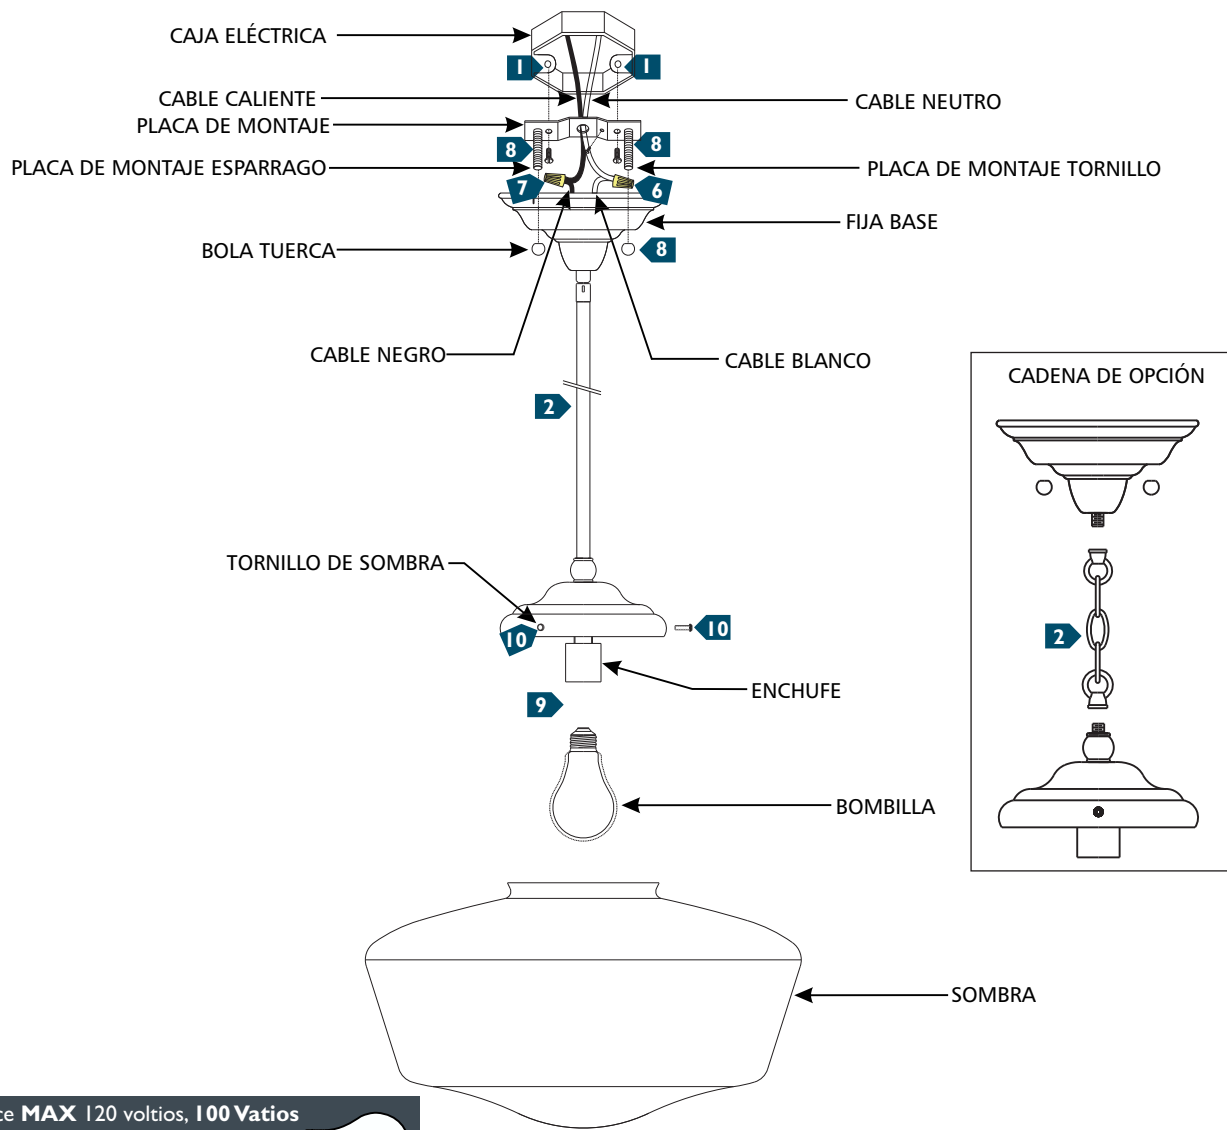 CAJA ELÉCTRICA
1
1
CABLE CALIENTE
CABLE NEUTRO
PLACA DE MONTAJE
8
8
PLACA DE MONTAJE ESPARRAGO
PLACA DE MONTAJE TORNILLO
7
6
FIJA BASE
BOLA TUERCA
8
CABLE NEGRO
CABLE BLANCO
CADENA DE OPCIÓN
2
TORNILLO DE SOMBRA
10
10
2
ENCHUFE
9
BOMBILLA
SOMBRA
ce MAX 120 voltios, 100 Vatios